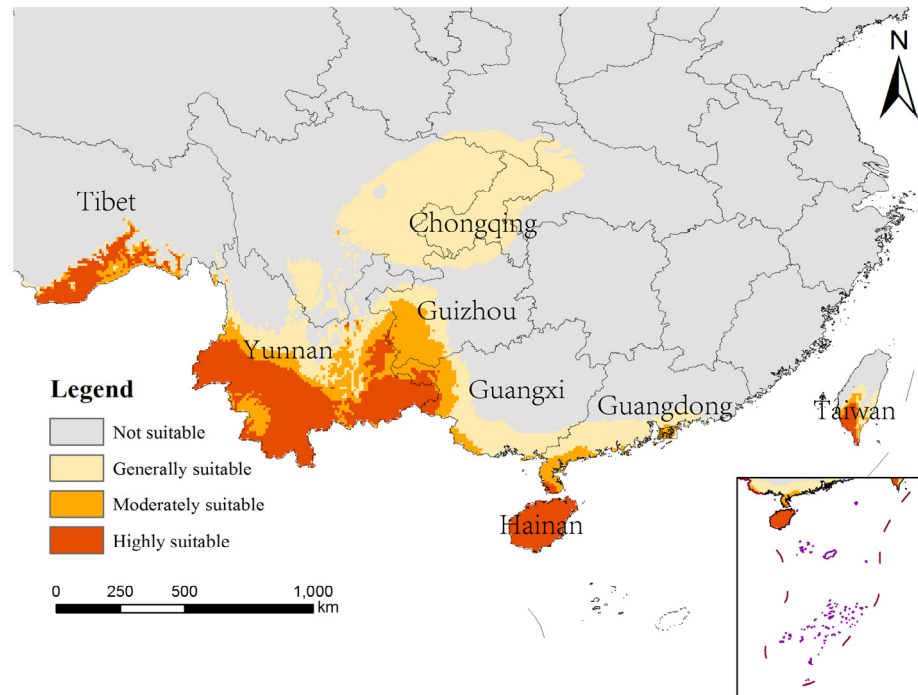 N
Tibet
Chongqing
Guizhou
Yunnan
Guangxi
Guangdong
Taiwan
Hainan
Legend
Not suitable
Generally suitable
Moderately suitable
Highly suitable
0 250 500 1,000
km